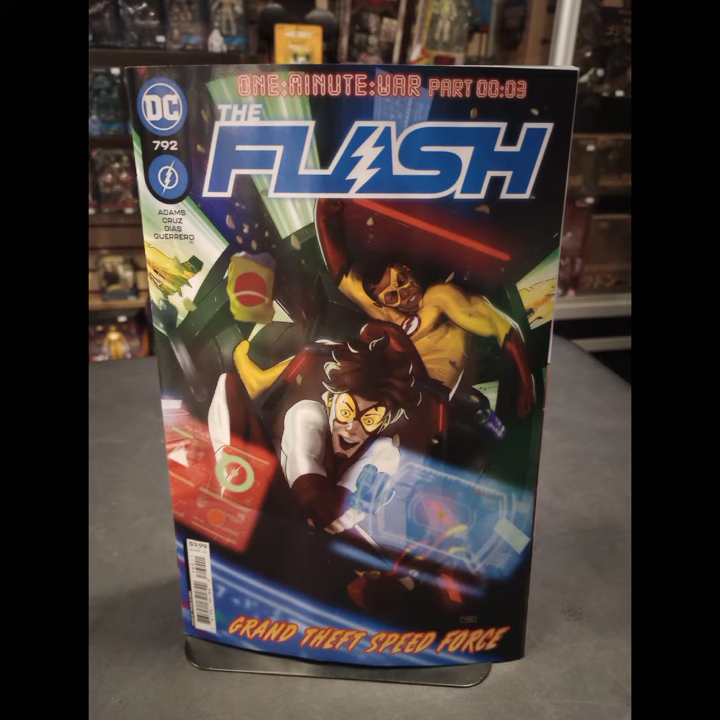 ONE:MINUTE:WAR PART 00:03
DC
THE
FLASH
792
ADAMS
CRUZ
DIAS
GUERRERO
$3.99
GRAND THEFT SPEED FORCE